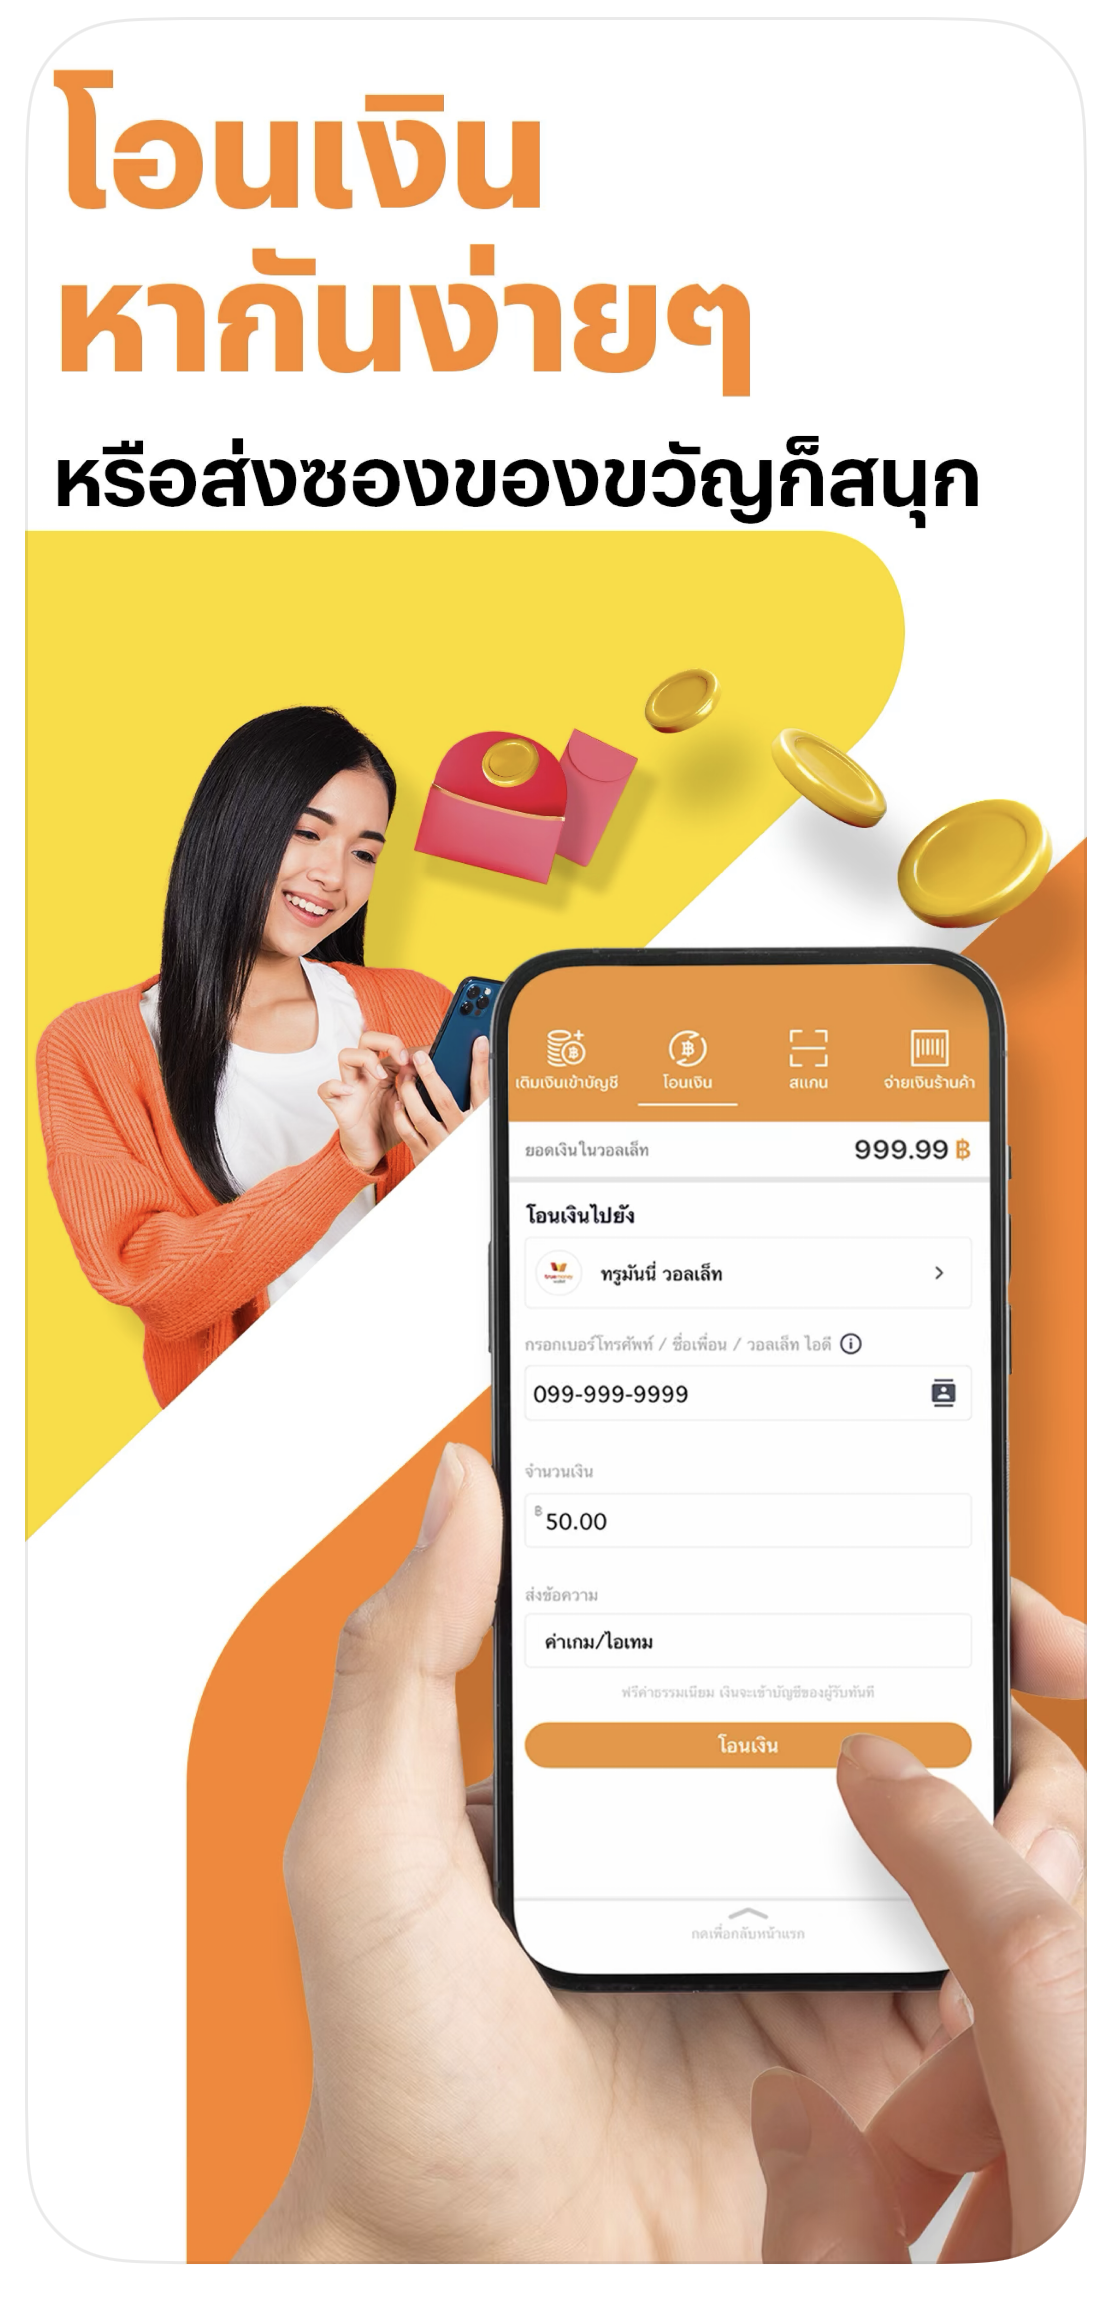 โอนเงิน
หากันง่ายๆ
หรือส่งซองของขวัญก็สนุก
เติมเงินเข้าบัญชี
โอนเงิน
สแกน
จ่ายเงินร้านค้า
ยอดเงินในวอลเล็ท
999.99 ฿
โอนเงินไปยัง
truemoney
wallet
ทรูมันนี่ วอลเล็ท
กรอกเบอร์โทรศัพท์ / ชื่อเพื่อน / วอลเล็ท ไอดี
099-999-9999
จำนวนเงิน
฿ 50.00
ส่งข้อความ
ค่าเกม/ไอเทม
ฟรีค่าธรรมเนียม เงินจะเข้าบัญชีของผู้รับทันที
โอนเงิน
กดเพื่อกลับหน้าแรก